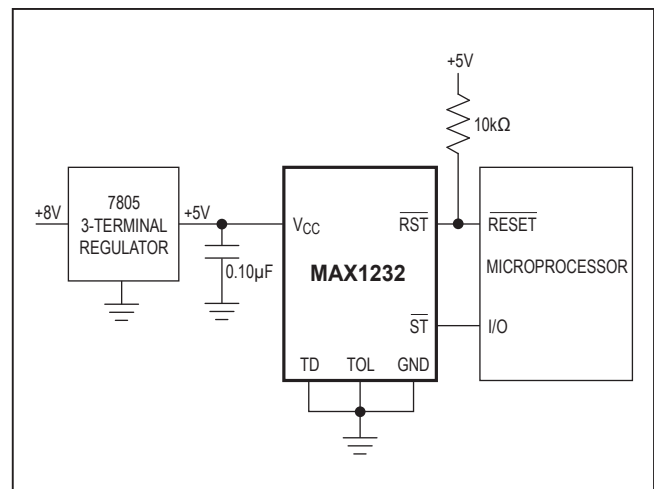 +5V
10kΩ
+8V
7805
3-TERMINAL
REGULATOR
+5V
0.10µF
VCC
RST
MAX1232
ST
TD
TOL
GND
RESET
MICROPROCESSOR
I/O